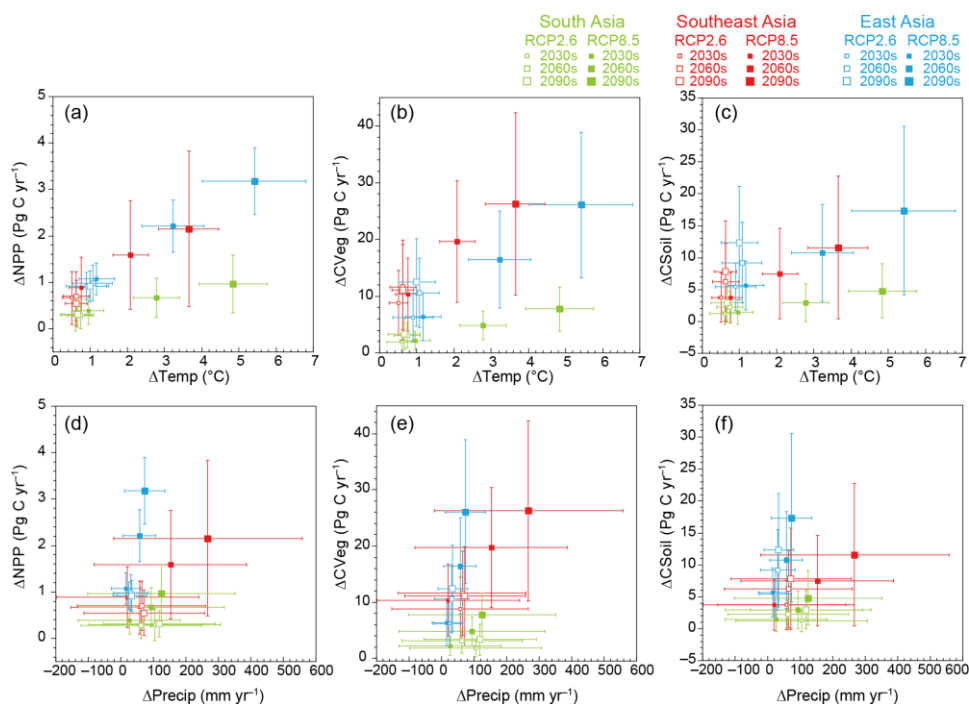 South Asia Southeast Asia East Asia
RCP2.6 RCP8.5 RCP2.6 RCP8.5 RCP2.6 RCP8.5
2030s 2030s 2030s 2030s 2030s 2030s
2060s 2060s 2060s 2060s 2060s 2060s
2090s 2090s 2090s 2090s 2090s 2090s
(a)
ΔNPP (Pg C yr⁻¹)
5
4
3
2
1
0
0 1 2 3 4 5 6 7
ΔTemp (°C)
(b)
ΔCVeg (Pg C yr⁻¹)
40
30
20
10
0
0 1 2 3 4 5 6 7
ΔTemp (°C)
(c)
ΔCSoil (Pg C yr⁻¹)
35
30
25
20
15
10
5
0
−5
0 1 2 3 4 5 6 7
ΔTemp (°C)
(d)
ΔNPP (Pg C yr⁻¹)
5
4
3
2
1
0
−200 −100 0 100 200 300 400 500 600
ΔPrecip (mm yr⁻¹)
(e)
ΔCVeg (Pg C yr⁻¹)
40
30
20
10
0
−200 −100 0 100 200 300 400 500 600
ΔPrecip (mm yr⁻¹)
(f)
ΔCSoil (Pg C yr⁻¹)
35
30
25
20
15
10
5
0
−5
−200 −100 0 100 200 300 400 500 600
ΔPrecip (mm yr⁻¹)